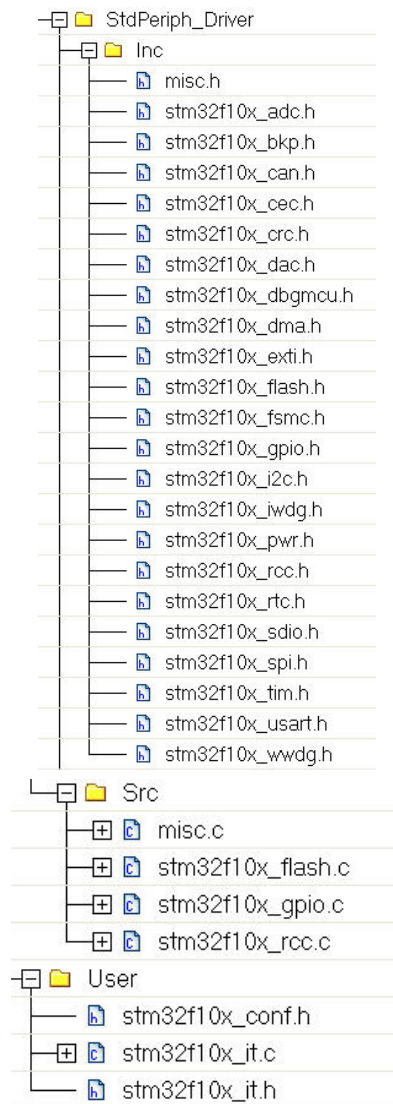 StdPeriph_Driver
Inc
misc.h
stm32f10x_adc.h
stm32f10x_bkp.h
stm32f10x_can.h
stm32f10x_cec.h
stm32f10x_crc.h
stm32f10x_dac.h
stm32f10x_dbgmcu.h
stm32f10x_dma.h
stm32f10x_exti.h
stm32f10x_flash.h
stm32f10x_fsmc.h
stm32f10x_gpio.h
stm32f10x_i2c.h
stm32f10x_iwdg.h
stm32f10x_pwr.h
stm32f10x_rcc.h
stm32f10x_rtc.h
stm32f10x_sdio.h
stm32f10x_spi.h
stm32f10x_tim.h
stm32f10x_usart.h
stm32f10x_wwdg.h
Src
misc.c
stm32f10x_flash.c
stm32f10x_gpio.c
stm32f10x_rcc.c
User
stm32f10x_conf.h
stm32f10x_it.c
stm32f10x_it.h